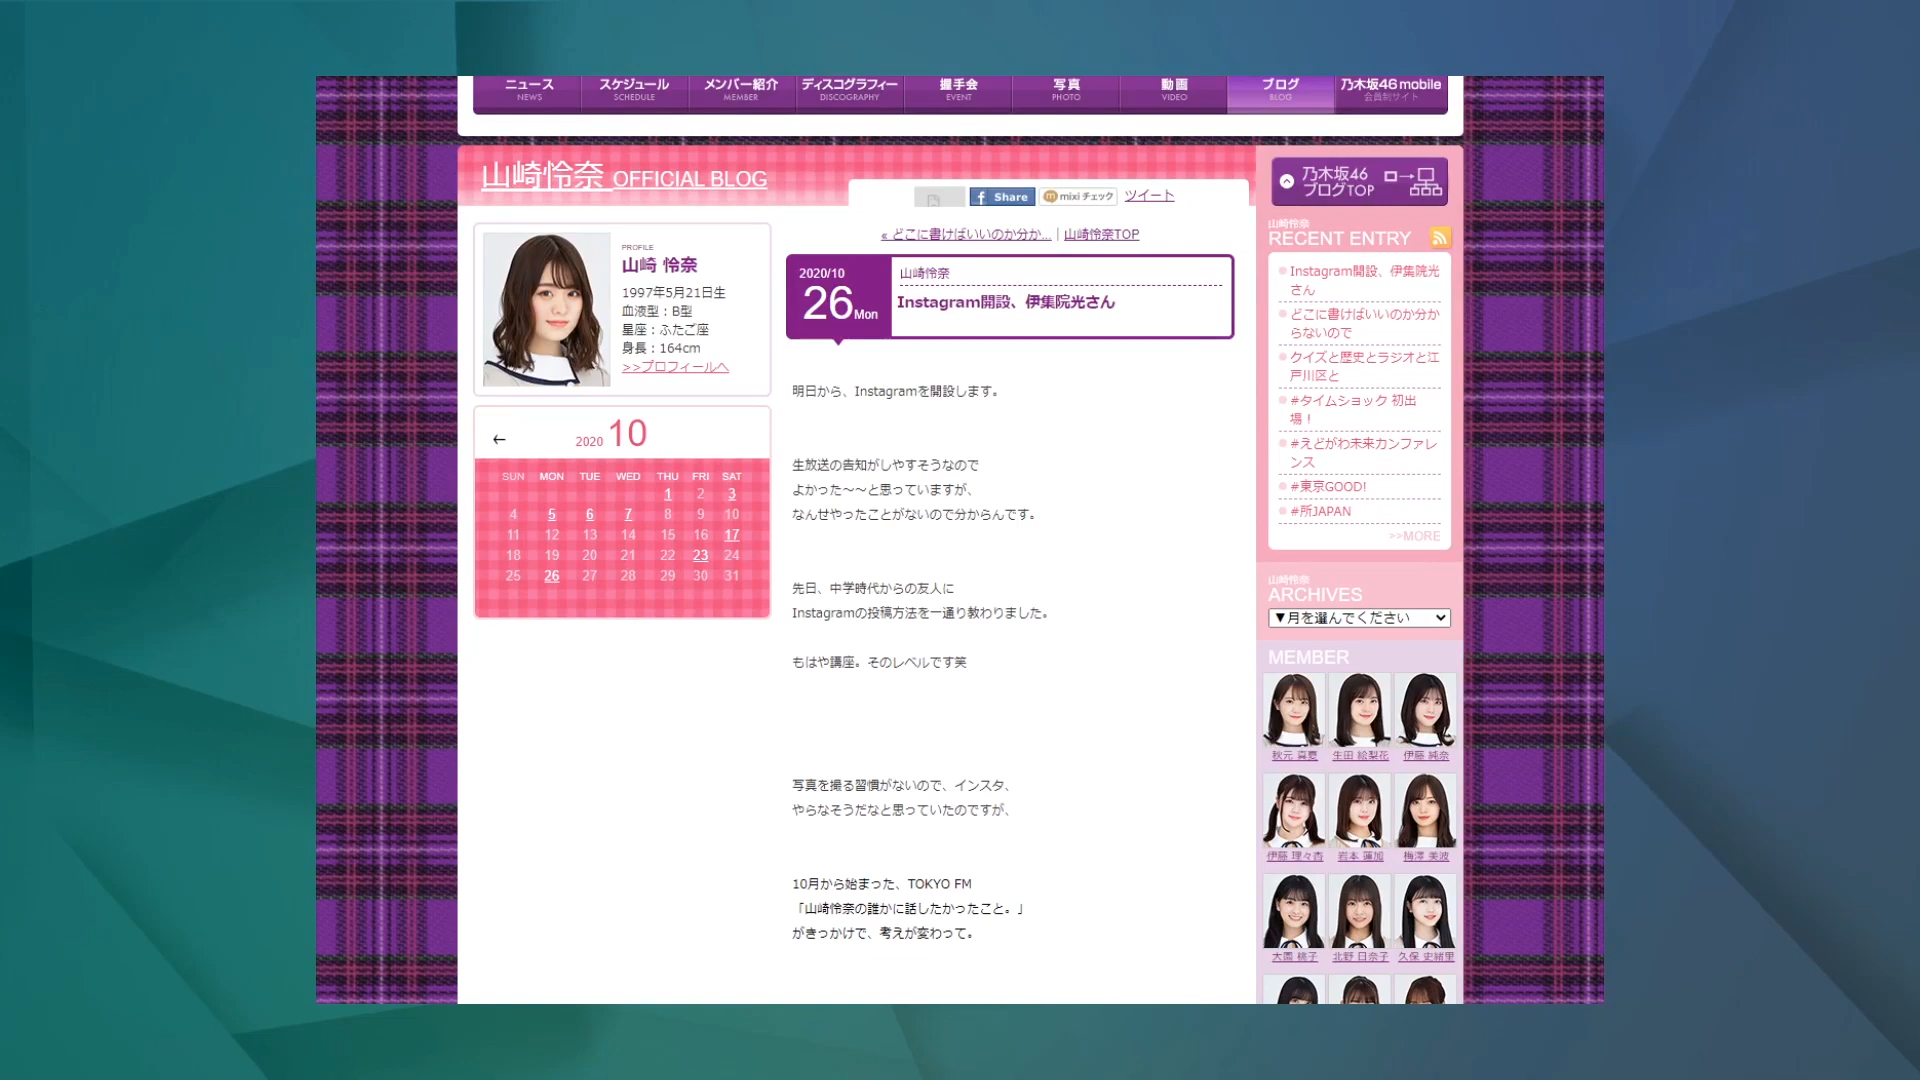 ニュース
NEWS
スケジュール
SCHEDULE
メンバー紹介
MEMBER
ディスコグラフィー
DISCOGRAPHY
握手会
EVENT
写真
PHOTO
動画
VIDEO
ブログ
BLOG
乃木坂46mobile
会員制サイト
山崎怜奈 OFFICIAL BLOG
Share
mixi チェック
ツイート
« どこに書けばいいのか分か... | 山崎怜奈TOP
PROFILE
山崎 怜奈
1997年5月21日生
血液型：B型
星座：ふたご座
身長：164cm
>>プロフィールへ
← 2020 10
SUN MON TUE WED THU FRI SAT
1 2 3
4 5 6 7 8 9 10
11 12 13 14 15 16 17
18 19 20 21 22 23 24
25 26 27 28 29 30 31
2020/10
26Mon
山崎怜奈
Instagram開設、伊集院光さん
明日から、Instagramを開設します。
生放送の告知がしやすそうなので
よかった〜〜と思っていますが、
なんせやったことがないので分からんです。
先日、中学時代からの友人に
Instagramの投稿方法を一通り教わりました。
もはや講座。そのレベルです笑
写真を撮る習慣がないので、インスタ、
やらなそうだなと思っていたのですが、
10月から始まった、TOKYO FM
「山崎怜奈の誰かに話したかったこと。」
がきっかけで、考えが変わって。
乃木坂46
ブログTOP
山崎怜奈
RECENT ENTRY
Instagram開設、伊集院光
さん
どこに書けばいいのか分か
らないので
クイズと歴史とラジオと江
戸川区と
#タイムショック 初出
場！
#えどがわ未来カンファレ
ンス
#東京GOOD!
#所JAPAN
>>MORE
山崎怜奈
ARCHIVES
▼月を選んでください
MEMBER
秋元 真夏 生田 絵梨花 伊藤 純奈
伊藤 理々杏 岩本 蓮加 梅澤 美波
大園 桃子 北野 日奈子 久保 史緒里